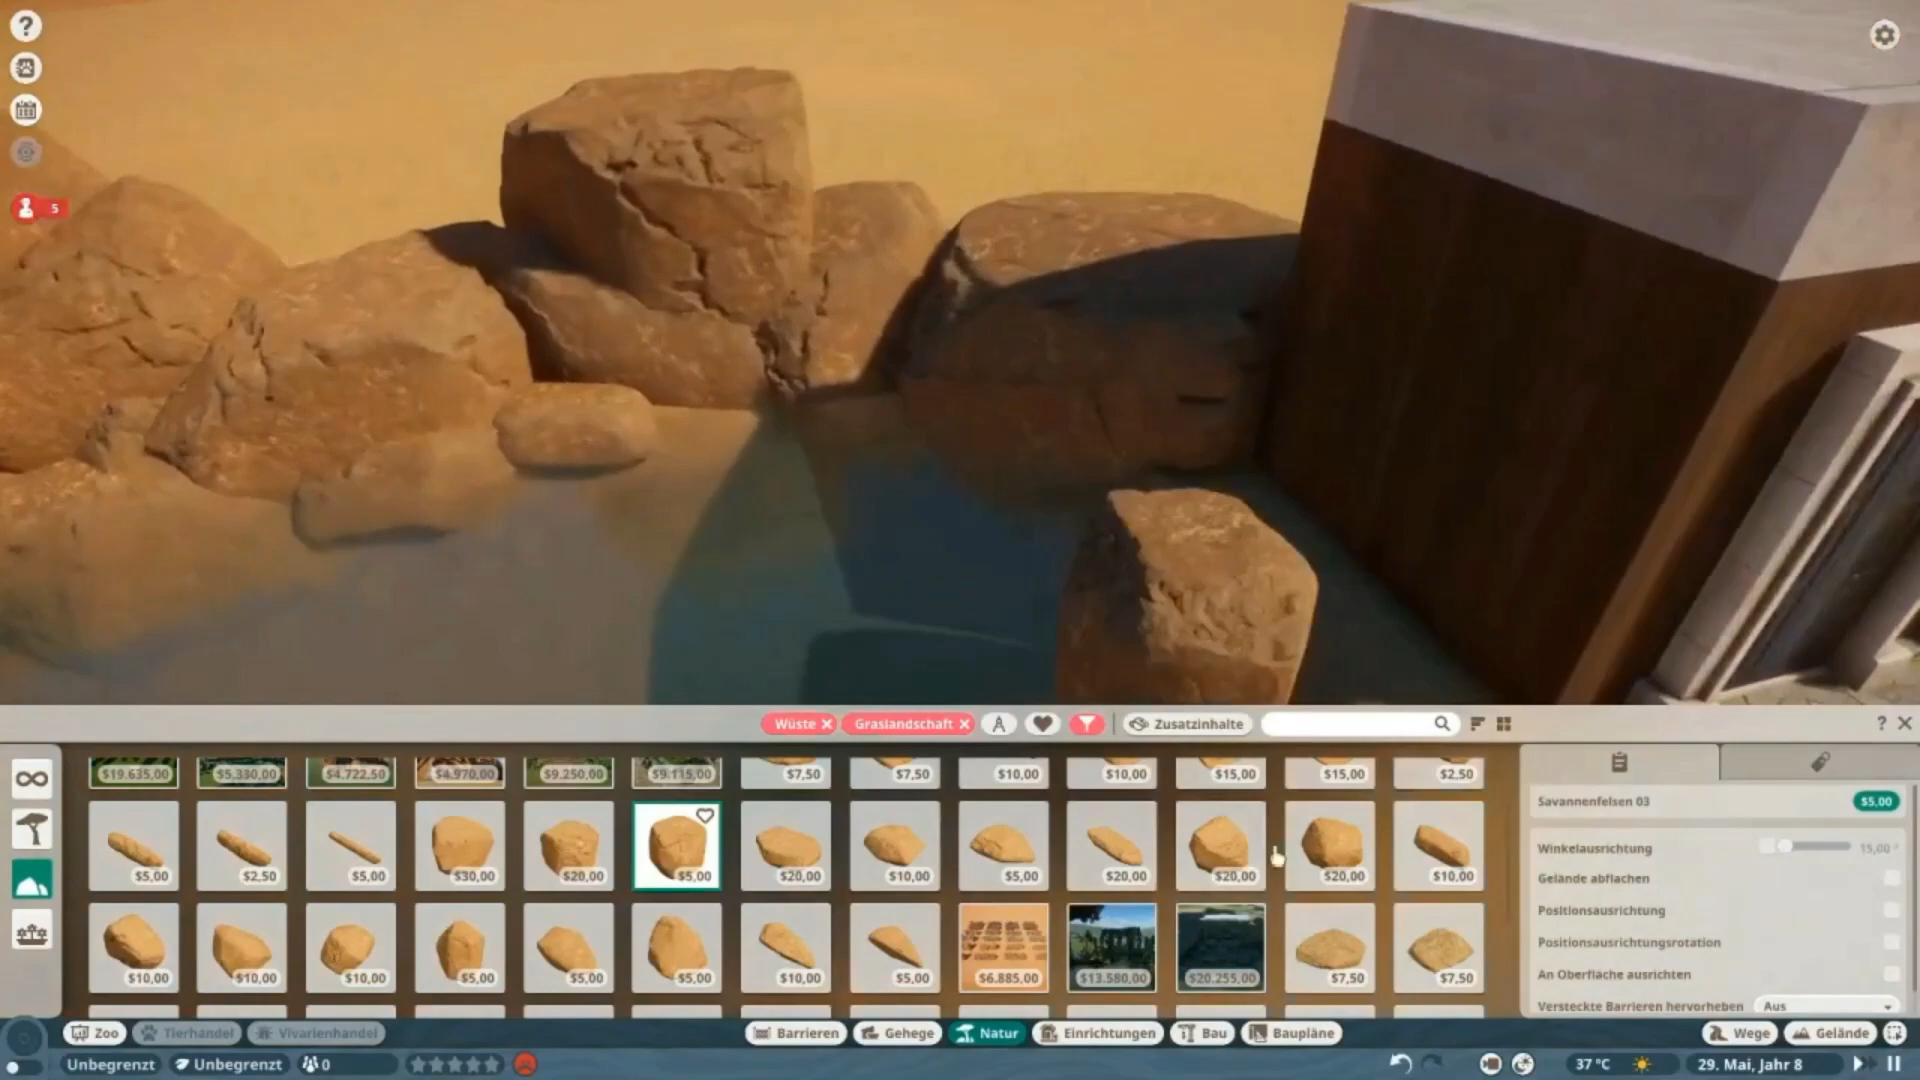 ?
5
Wüste ×
Graslandschaft ×
Zusatzinhalte
?
$19.635,00
$5.330,00
$4.722,50
$4.970,00
$9.250,00
$9.115,00
$7,50
$7,50
$10,00
$10,00
$15,00
$15,00
$2,50
$5,00
$2,50
$5,00
$30,00
$20,00
$5,00
$20,00
$10,00
$5,00
$20,00
$20,00
$20,00
$10,00
$10,00
$10,00
$10,00
$5,00
$5,00
$5,00
$10,00
$5,00
$6.885,00
$13.580,00
$20.255,00
$7,50
$7,50
Savannenfelsen 03
$5,00
Winkelausrichtung
15,00 °
Gelände abflachen
Positionsausrichtung
Positionsausrichtungsrotation
An Oberfläche ausrichten
Versteckte Barrieren hervorheben
Aus
Zoo
Tierhandel
Vivarienhandel
Barrieren
Gehege
Natur
Einrichtungen
Bau
Baupläne
Wege
Gelände
Unbegrenzt
Unbegrenzt
0
37 °C
29. Mai, Jahr 8